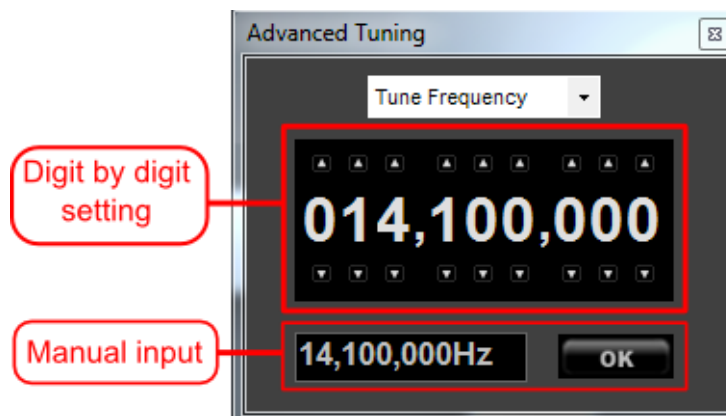 Advanced Tuning
Tune Frequency
Digit by digit
setting
014,100,000
Manual input
14,100,000Hz
OK